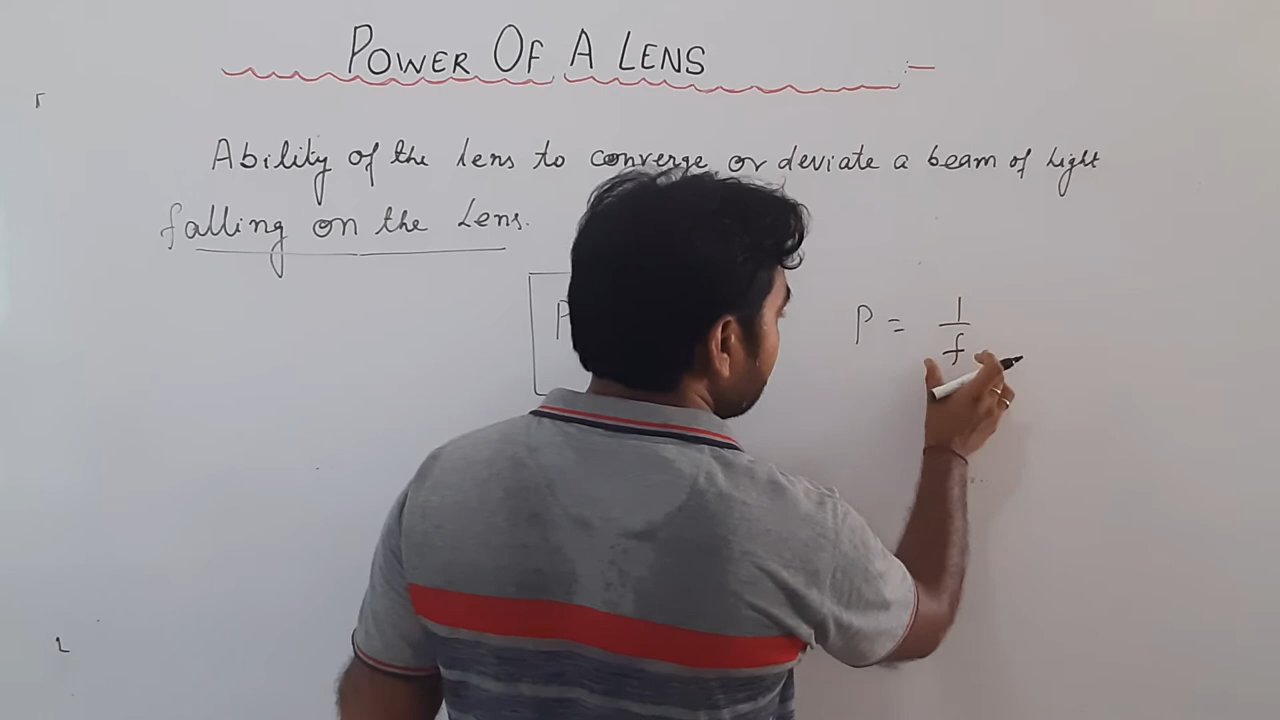 POWER OF A LENS :-
Ability of the lens to converge or deviate a beam of light
falling on the Lens.
P
P = 1/f